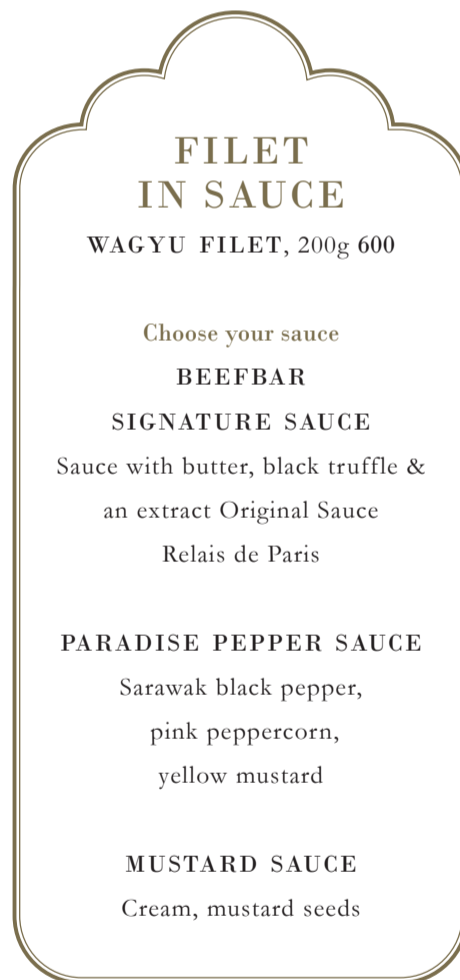 FILET
IN SAUCE
WAGYU FILET, 200g 600
Choose your sauce
BEEFBAR
SIGNATURE SAUCE
Sauce with butter, black truffle &
an extract Original Sauce
Relais de Paris
PARADISE PEPPER SAUCE
Sarawak black pepper,
pink peppercorn,
yellow mustard
MUSTARD SAUCE
Cream, mustard seeds